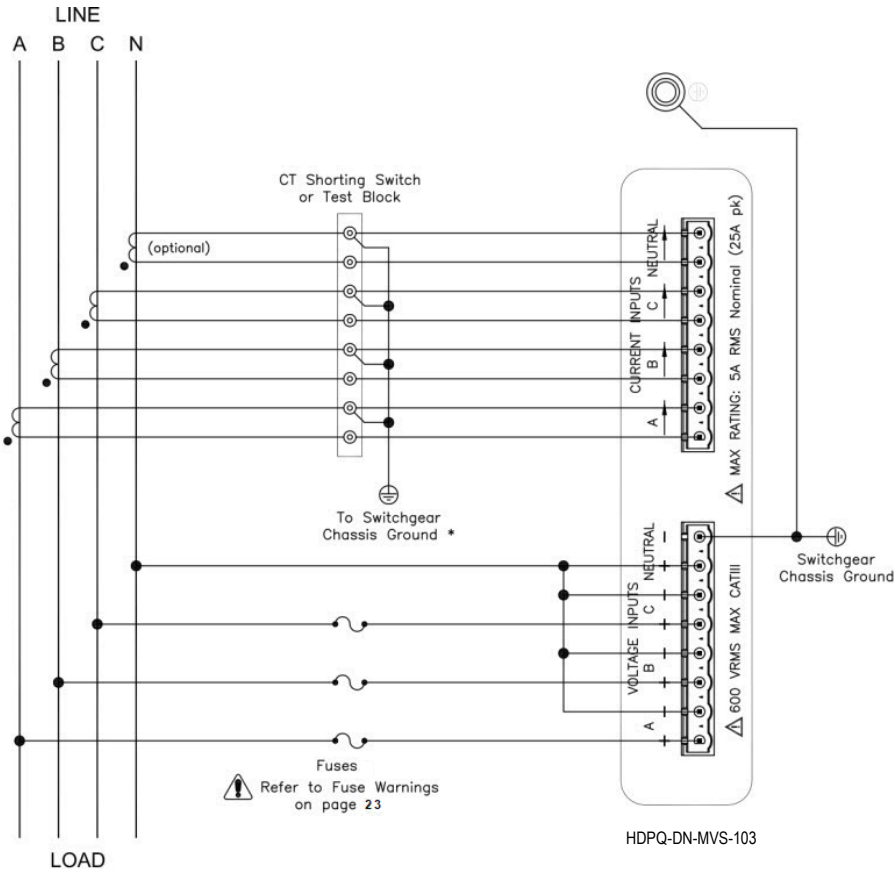 LINE
A B C N
CT Shorting Switch
or Test Block
(optional)
To Switchgear
Chassis Ground *
CURRENT INPUTS
NEUTRAL
C
B
A
MAX RATING: 5A RMS Nominal (25A pk)
VOLTAGE INPUTS
NEUTRAL
C
B
A
- + - + - + - +
600 VRMS MAX CATIII
Switchgear
Chassis Ground
Fuses
Refer to Fuse Warnings
on page 23
HDPQ-DN-MVS-103
LOAD